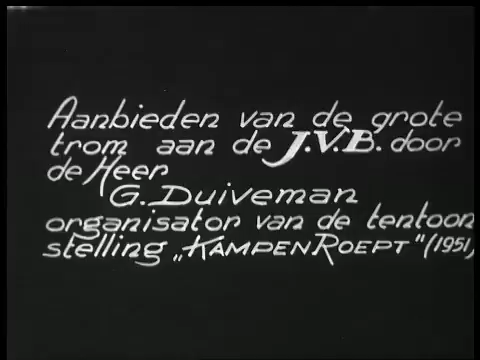 Aanbieden van de grote
trom aan de J.V.B. door
de Heer
G. Duiveman
organisator van de tentoon
stelling „KAMPEN ROEPT" (1951)